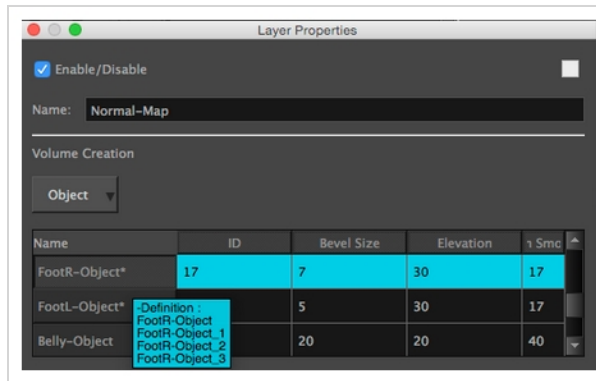 Layer Properties
Enable/Disable
Name: Normal-Map
Volume Creation
Object
Name ID Bevel Size Elevation ı Smc
FootR-Object* 17 7 30 17
FootL-Object* 5 30 17
Belly-Object 20 20 40
-Definition :
FootR-Object
FootR-Object_1
FootR-Object_2
FootR-Object_3